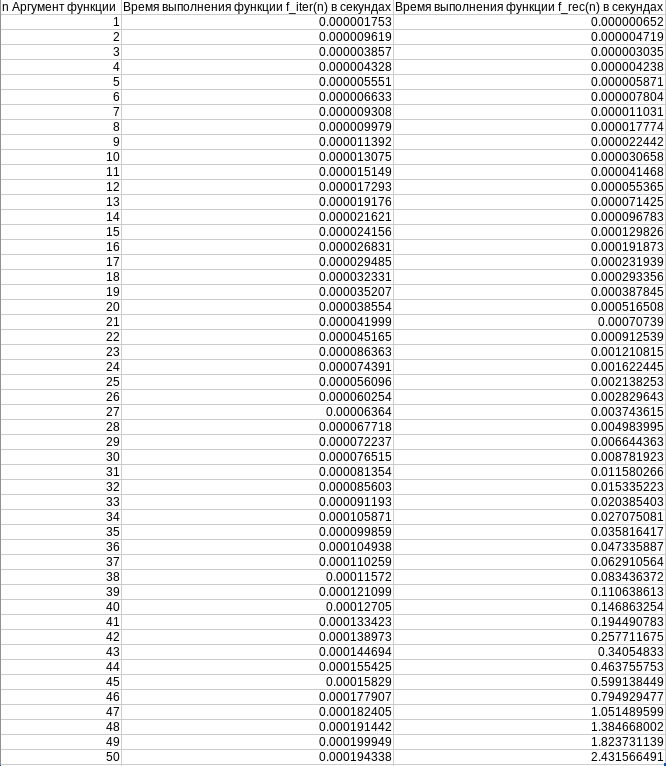 n Аргумент функции Время выполнения функции f_iter(n) в секундах Время выполнения функции f_rec(n) в секундах
1 0.000001753 0.000000652
2 0.000009619 0.000004719
3 0.000003857 0.000003035
4 0.000004328 0.000004238
5 0.000005551 0.000005871
6 0.000006633 0.000007804
7 0.000009308 0.000011031
8 0.000009979 0.000017774
9 0.000011392 0.000022442
10 0.000013075 0.000030658
11 0.000015149 0.000041468
12 0.000017293 0.000055365
13 0.000019176 0.000071425
14 0.000021621 0.000096783
15 0.000024156 0.000129826
16 0.000026831 0.000191873
17 0.000029485 0.000231939
18 0.000032331 0.000293356
19 0.000035207 0.000387845
20 0.000038554 0.000516508
21 0.000041999 0.00070739
22 0.000045165 0.000912539
23 0.000086363 0.001210815
24 0.000074391 0.001622445
25 0.000056096 0.002138253
26 0.000060254 0.002829643
27 0.00006364 0.003743615
28 0.000067718 0.004983995
29 0.000072237 0.006644363
30 0.000076515 0.008781923
31 0.000081354 0.011580266
32 0.000085603 0.015335223
33 0.000091193 0.020385403
34 0.000105871 0.027075081
35 0.000099859 0.035816417
36 0.000104938 0.047335887
37 0.000110259 0.062910564
38 0.00011572 0.083436372
39 0.000121099 0.110638613
40 0.00012705 0.146863254
41 0.000133423 0.194490783
42 0.000138973 0.257711675
43 0.000144694 0.34054833
44 0.000155425 0.463755753
45 0.00015829 0.599138449
46 0.000177907 0.794929477
47 0.000182405 1.051489599
48 0.000191442 1.384668002
49 0.000199949 1.823731139
50 0.000194338 2.431566491